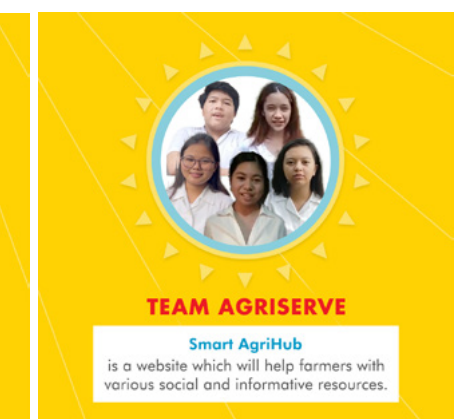 TEAM AGRISERVE
Smart AgriHub
is a website which will help farmers with
various social and informative resources.